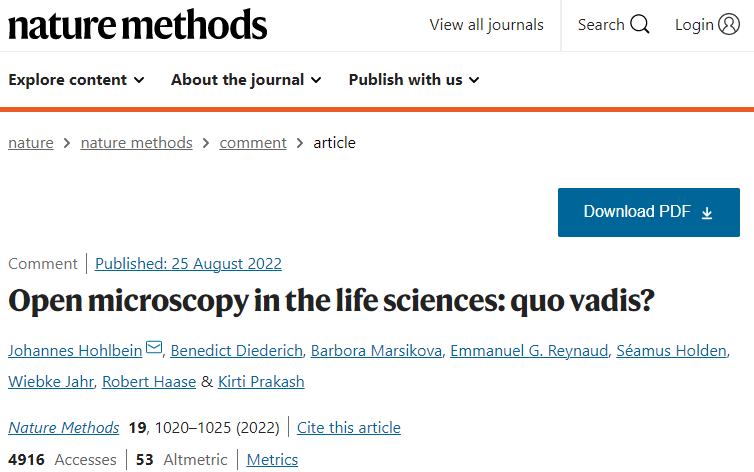 nature methods View all journals Search Login
Explore content About the journal Publish with us
nature > nature methods > comment > article
Download PDF
Comment | Published: 25 August 2022
Open microscopy in the life sciences: quo vadis?
Johannes Hohlbein, Benedict Diederich, Barbora Marsikova, Emmanuel G. Reynaud, Séamus Holden,
Wiebke Jahr, Robert Haase & Kirti Prakash
Nature Methods 19, 1020–1025 (2022) | Cite this article
4916 Accesses | 53 Altmetric | Metrics